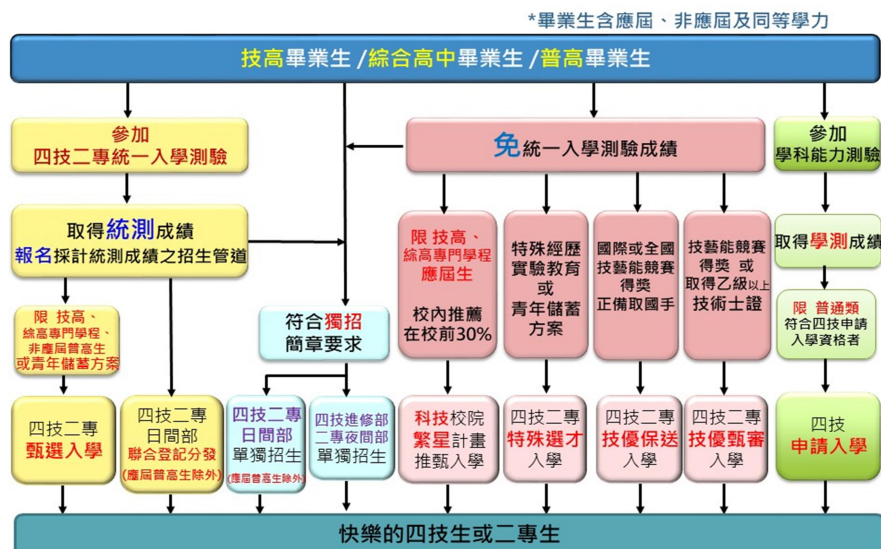 *畢業生含應屆、非應屆及同等學力
技高畢業生/綜合高中畢業生/普高畢業生
參加
四技二專統一入學測驗
免統一入學測驗成績
參加
學科能力測驗
取得統測成績
報名採計統測成績之招生管道
限 技高、
綜高專門學程
應屆生
校內推薦
在校前30%
特殊經歷
實驗教育
或
青年儲蓄
方案
國際或全國
技藝能競賽
得獎
正備取國手
技藝能競賽
得獎 或
取得乙級以上
技術士證
取得學測成績
限 普通類
符合四技申請
入學資格者
限 技高、
綜高專門學程、
非應屆普高生
或青年儲蓄方案
符合獨招
簡章要求
四技二專
甄選入學
四技二專
日間部
聯合登記分發
(應屆普高生除外)
四技二專
日間部
單獨招生
(應屆普高生除外)
四技進修部
二專夜間部
單獨招生
科技校院
繁星計畫
推甄入學
四技二專
特殊選才
入學
四技二專
技優保送
入學
四技二專
技優甄審
入學
四技
申請入學
快樂的四技生或二專生